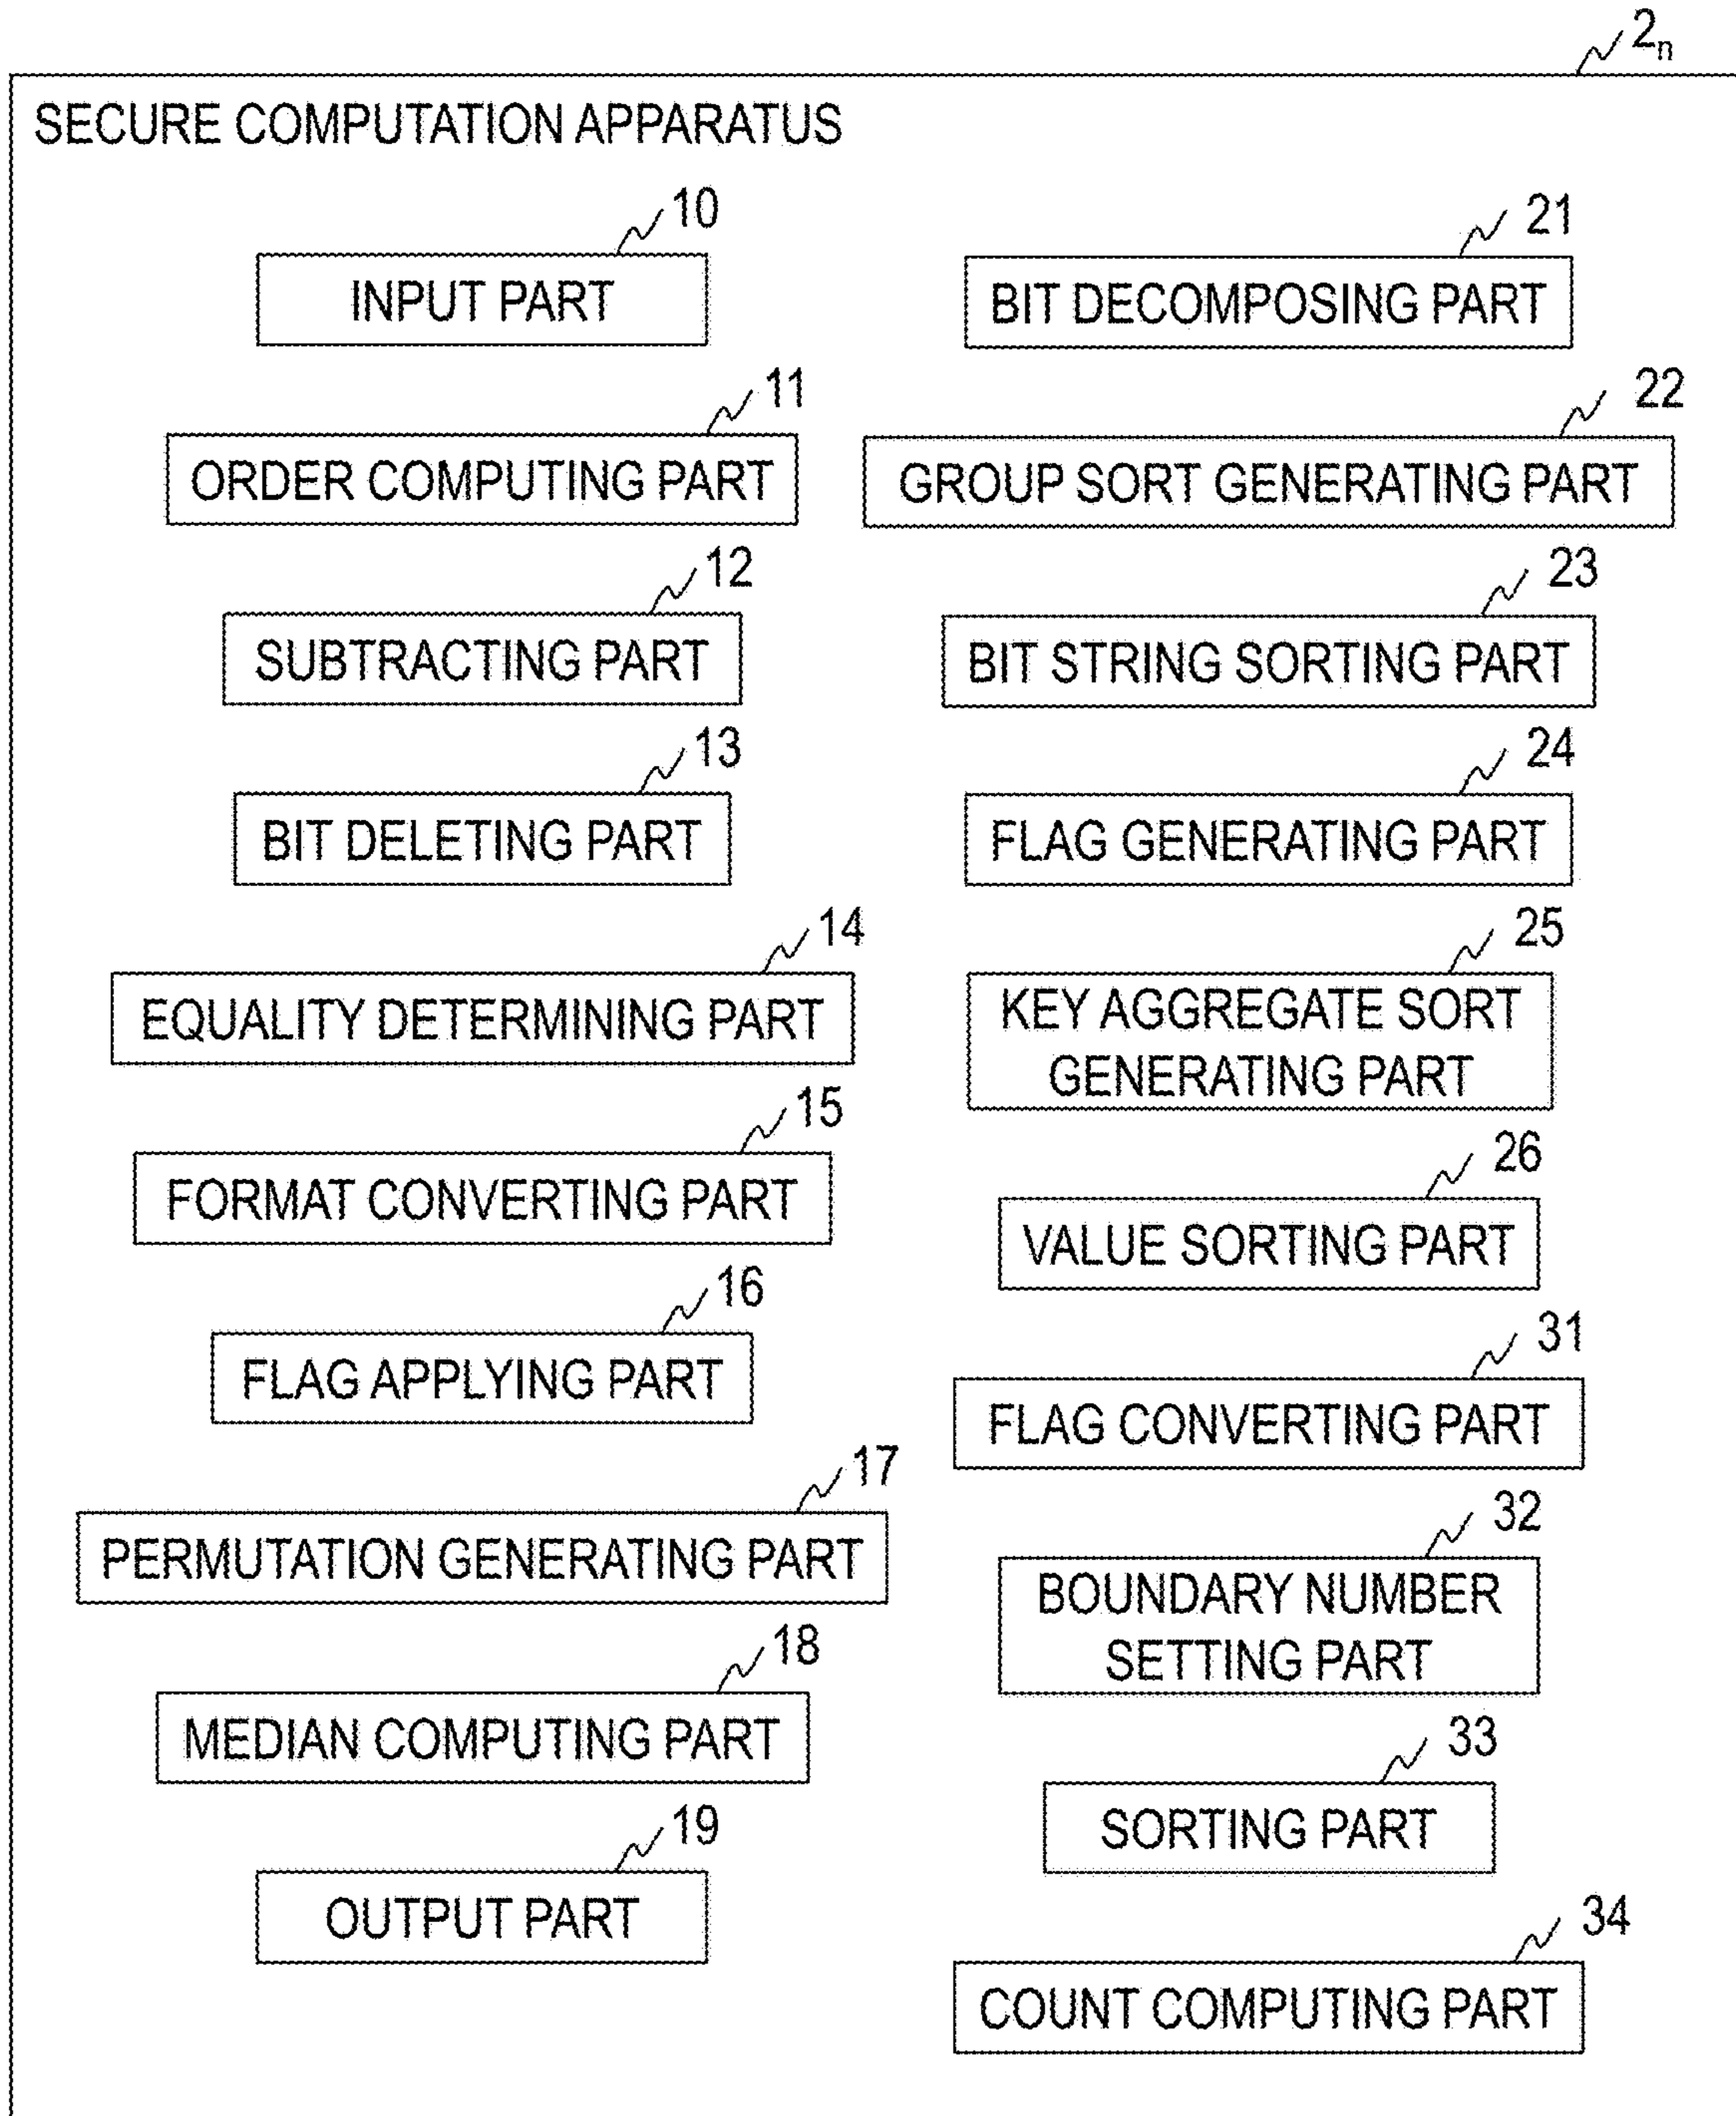 2n
SECURE COMPUTATION APPARATUS
10
INPUT PART
11
ORDER COMPUTING PART
12
SUBTRACTING PART
13
BIT DELETING PART
14
EQUALITY DETERMINING PART
15
FORMAT CONVERTING PART
16
FLAG APPLYING PART
17
PERMUTATION GENERATING PART
18
MEDIAN COMPUTING PART
19
OUTPUT PART
21
BIT DECOMPOSING PART
22
GROUP SORT GENERATING PART
23
BIT STRING SORTING PART
24
FLAG GENERATING PART
25
KEY AGGREGATE SORT
GENERATING PART
26
VALUE SORTING PART
31
FLAG CONVERTING PART
32
BOUNDARY NUMBER
SETTING PART
33
SORTING PART
34
COUNT COMPUTING PART